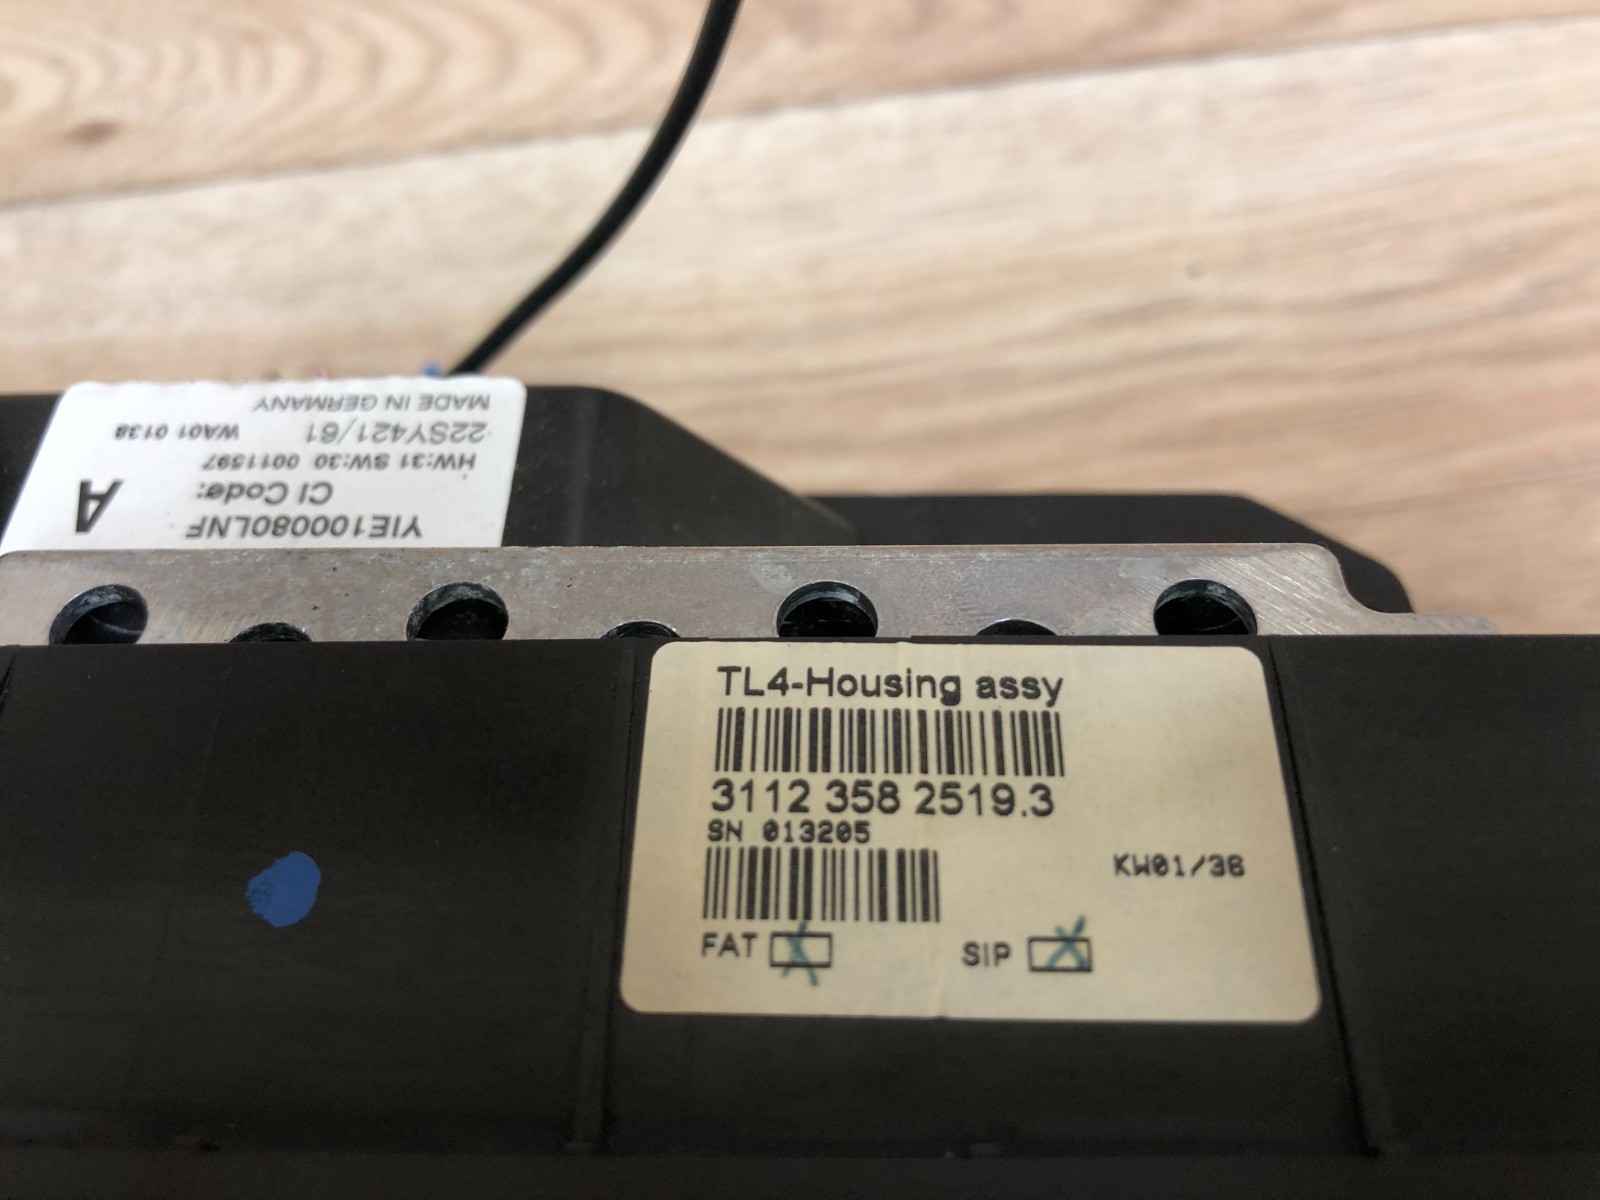 MADE IN GERMANY
22SY421/61 WA01 0138
HW:31 SW:30 0011597
CI Code:
A
YIE100080LNF
TL4-Housing assy
3112 358 2519.3
SN 013205
KW01/38
FAT
SIP